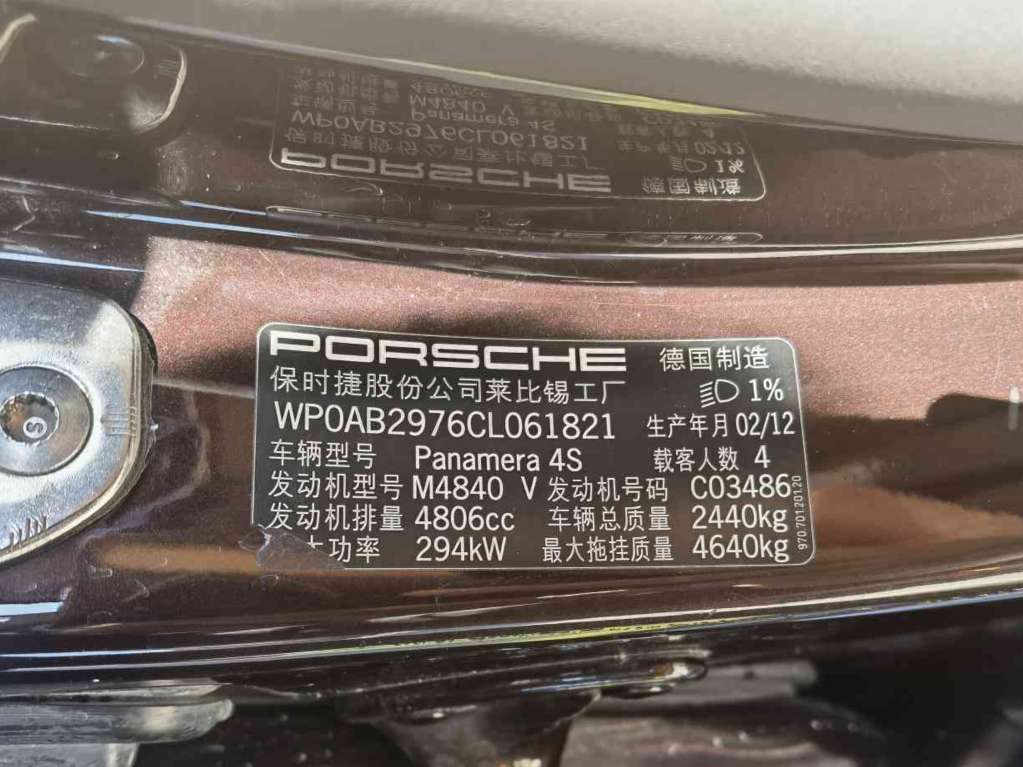 PORSCHE 德国制造
保时捷股份公司莱比锡工厂 1%
WP0AB2976CL061821 生产年月 02/12
车辆型号 Panamera 4S 载客人数 4
发动机型号 M4840 V 发动机号码 C03486
发动机排量 4806cc 车辆总质量 2440kg
大功率 294kW 最大拖挂质量 4640kg
970.701.201.20